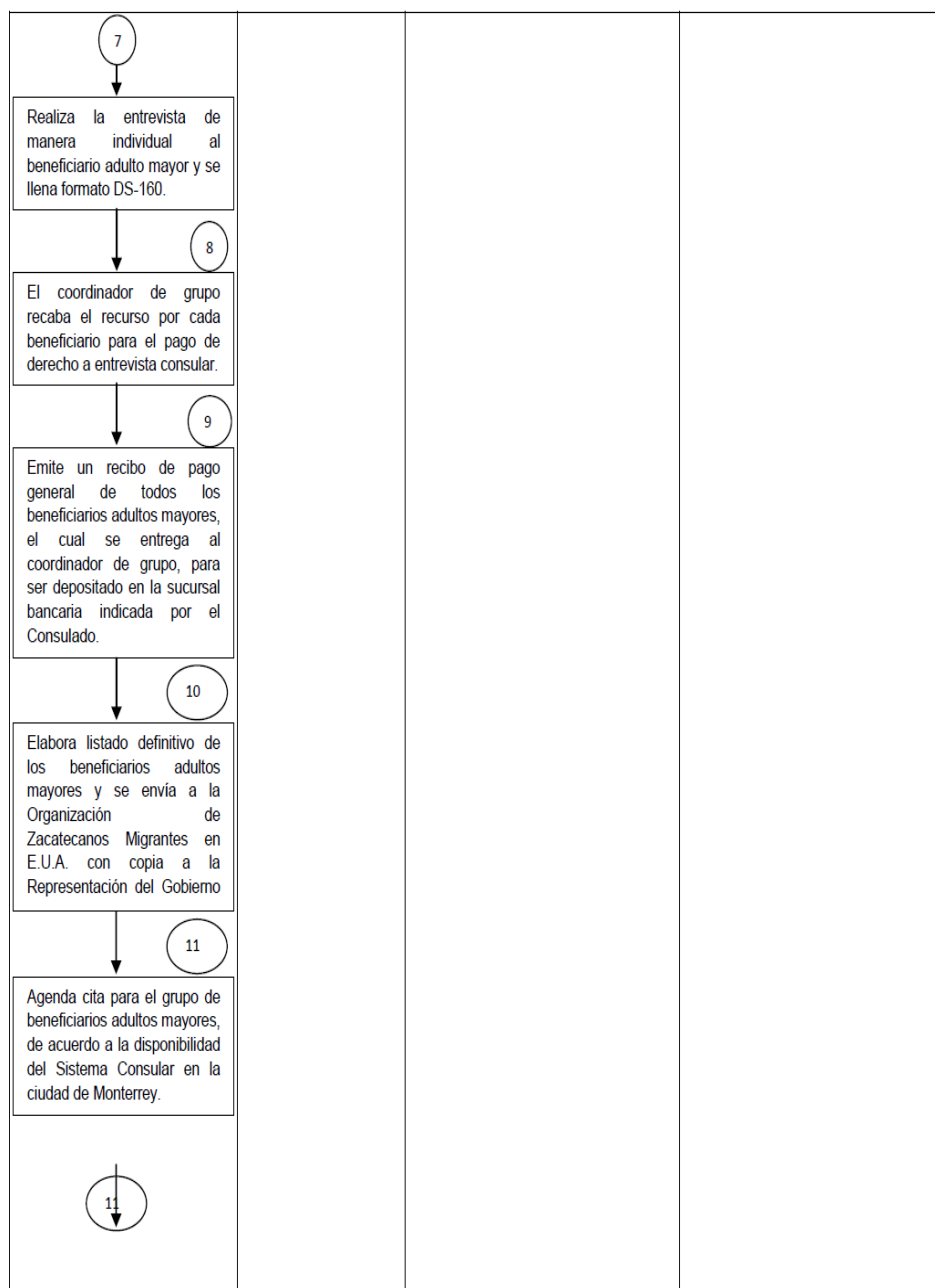 7
Realiza la entrevista de
manera individual al
beneficiario adulto mayor y se
llena formato DS-160.
8
El coordinador de grupo
recaba el recurso por cada
beneficiario para el pago de
derecho a entrevista consular.
9
Emite un recibo de pago
general de todos los
beneficiarios adultos mayores,
el cual se entrega al
coordinador de grupo, para
ser depositado en la sucursal
bancaria indicada por el
Consulado.
10
Elabora listado definitivo de
los beneficiarios adultos
mayores y se envía a la
Organización de
Zacatecanos Migrantes en
E.U.A. con copia a la
Representación del Gobierno
11
Agenda cita para el grupo de
beneficiarios adultos mayores,
de acuerdo a la disponibilidad
del Sistema Consular en la
ciudad de Monterrey.
11